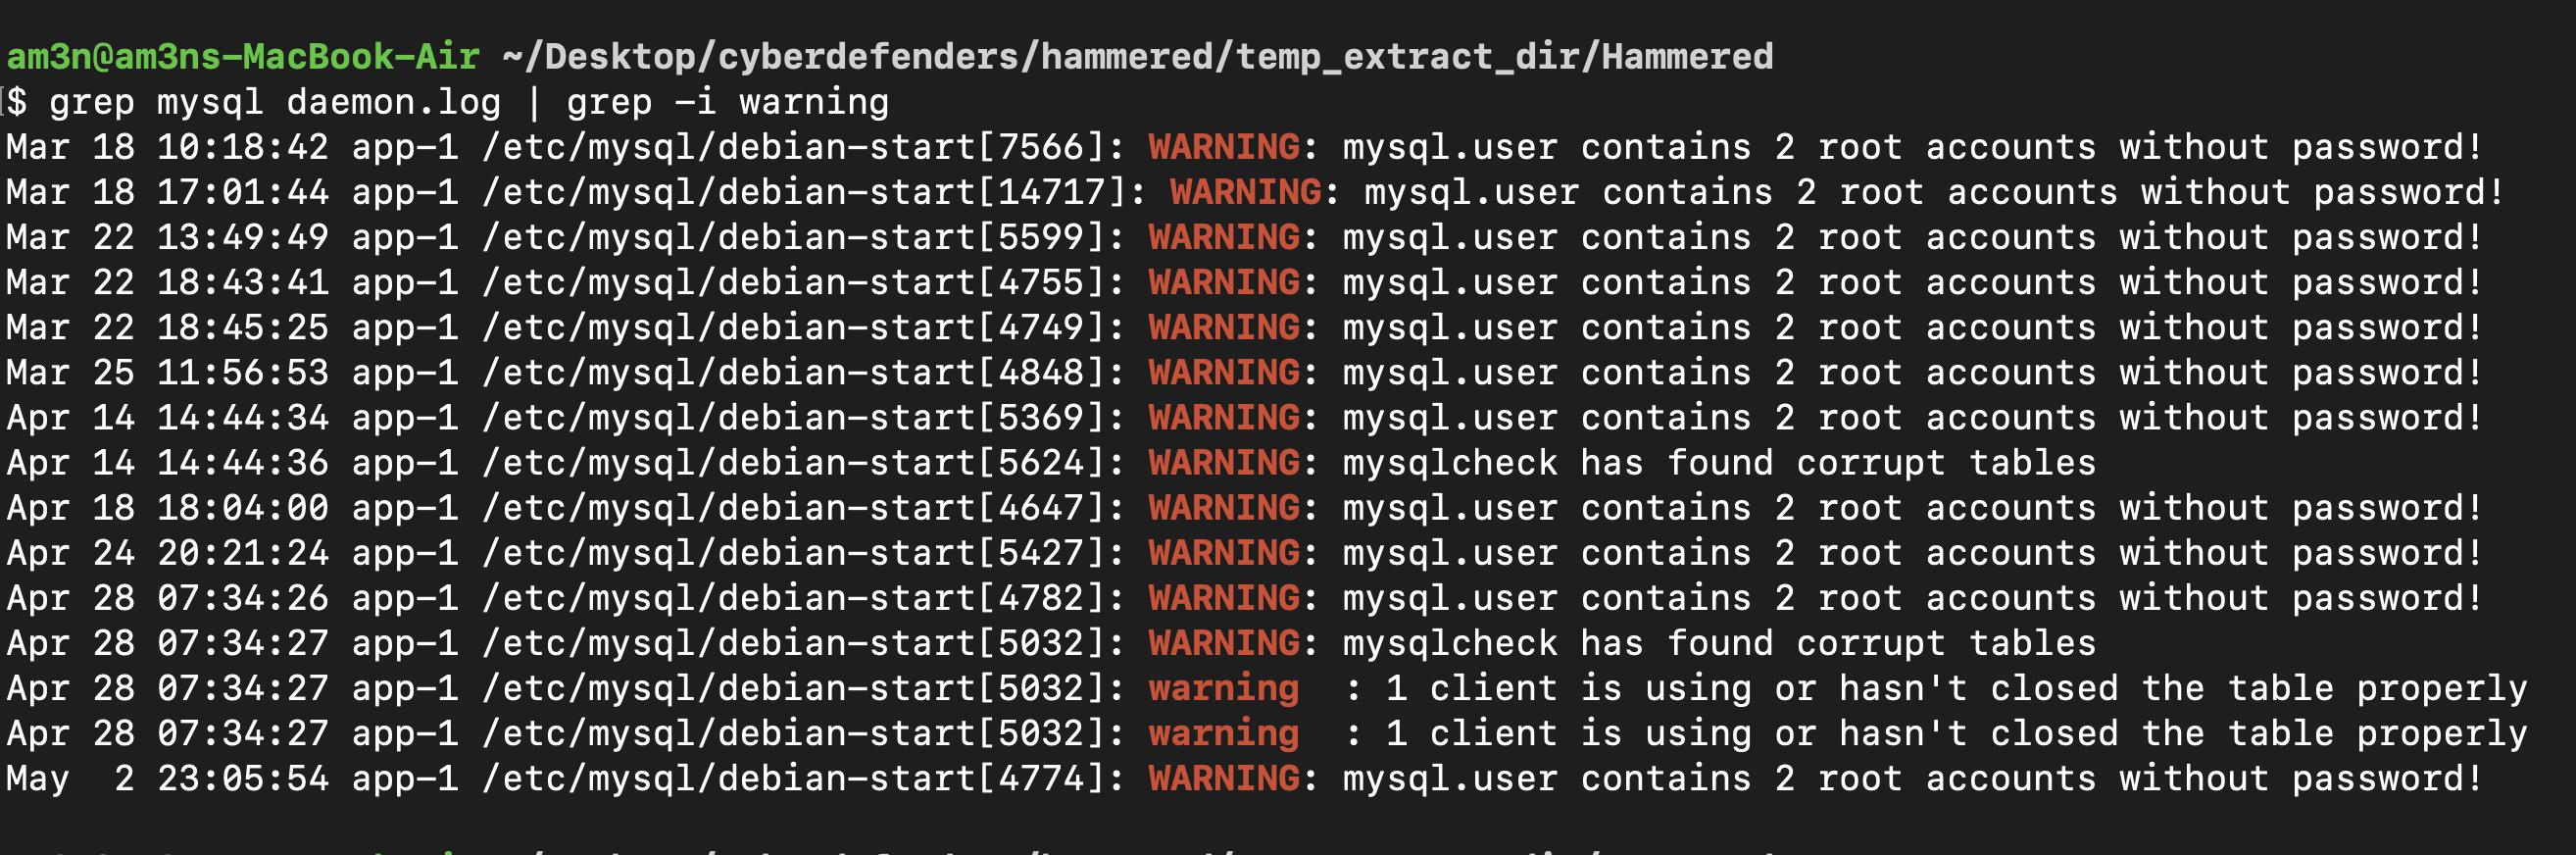 am3n@am3ns-MacBook-Air ~/Desktop/cyberdefenders/hammered/temp_extract_dir/Hammered
$ grep mysql daemon.log | grep -i warning
Mar 18 10:18:42 app-1 /etc/mysql/debian-start[7566]: WARNING: mysql.user contains 2 root accounts without password!
Mar 18 17:01:44 app-1 /etc/mysql/debian-start[14717]: WARNING: mysql.user contains 2 root accounts without password!
Mar 22 13:49:49 app-1 /etc/mysql/debian-start[5599]: WARNING: mysql.user contains 2 root accounts without password!
Mar 22 18:43:41 app-1 /etc/mysql/debian-start[4755]: WARNING: mysql.user contains 2 root accounts without password!
Mar 22 18:45:25 app-1 /etc/mysql/debian-start[4749]: WARNING: mysql.user contains 2 root accounts without password!
Mar 25 11:56:53 app-1 /etc/mysql/debian-start[4848]: WARNING: mysql.user contains 2 root accounts without password!
Apr 14 14:44:34 app-1 /etc/mysql/debian-start[5369]: WARNING: mysql.user contains 2 root accounts without password!
Apr 14 14:44:36 app-1 /etc/mysql/debian-start[5624]: WARNING: mysqlcheck has found corrupt tables
Apr 18 18:04:00 app-1 /etc/mysql/debian-start[4647]: WARNING: mysql.user contains 2 root accounts without password!
Apr 24 20:21:24 app-1 /etc/mysql/debian-start[5427]: WARNING: mysql.user contains 2 root accounts without password!
Apr 28 07:34:26 app-1 /etc/mysql/debian-start[4782]: WARNING: mysql.user contains 2 root accounts without password!
Apr 28 07:34:27 app-1 /etc/mysql/debian-start[5032]: WARNING: mysqlcheck has found corrupt tables
Apr 28 07:34:27 app-1 /etc/mysql/debian-start[5032]: warning  : 1 client is using or hasn't closed the table properly
Apr 28 07:34:27 app-1 /etc/mysql/debian-start[5032]: warning  : 1 client is using or hasn't closed the table properly
May  2 23:05:54 app-1 /etc/mysql/debian-start[4774]: WARNING: mysql.user contains 2 root accounts without password!